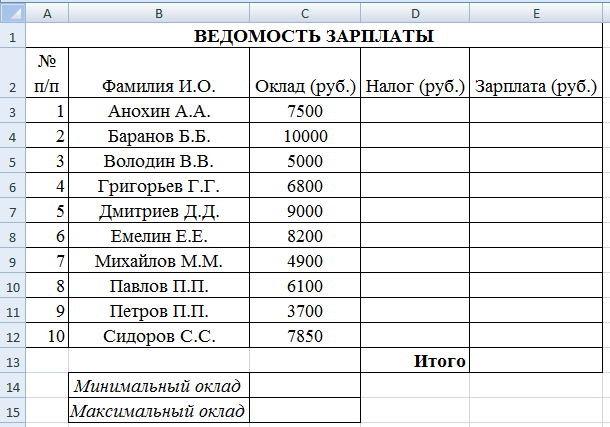 A B C D E
1 ВЕДОМОСТЬ ЗАРПЛАТЫ
№
2 п/п Фамилия И.О. Оклад (руб.) Налог (руб.) Зарплата (руб.)
3 1 Анохин А.А. 7500
4 2 Баранов Б.Б. 10000
5 3 Володин В.В. 5000
6 4 Григорьев Г.Г. 6800
7 5 Дмитриев Д.Д. 9000
8 6 Емелин Е.Е. 8200
9 7 Михайлов М.М. 4900
10 8 Павлов П.П. 6100
11 9 Петров П.П. 3700
12 10 Сидоров С.С. 7850
13 Итого
14 Минимальный оклад
15 Максимальный оклад